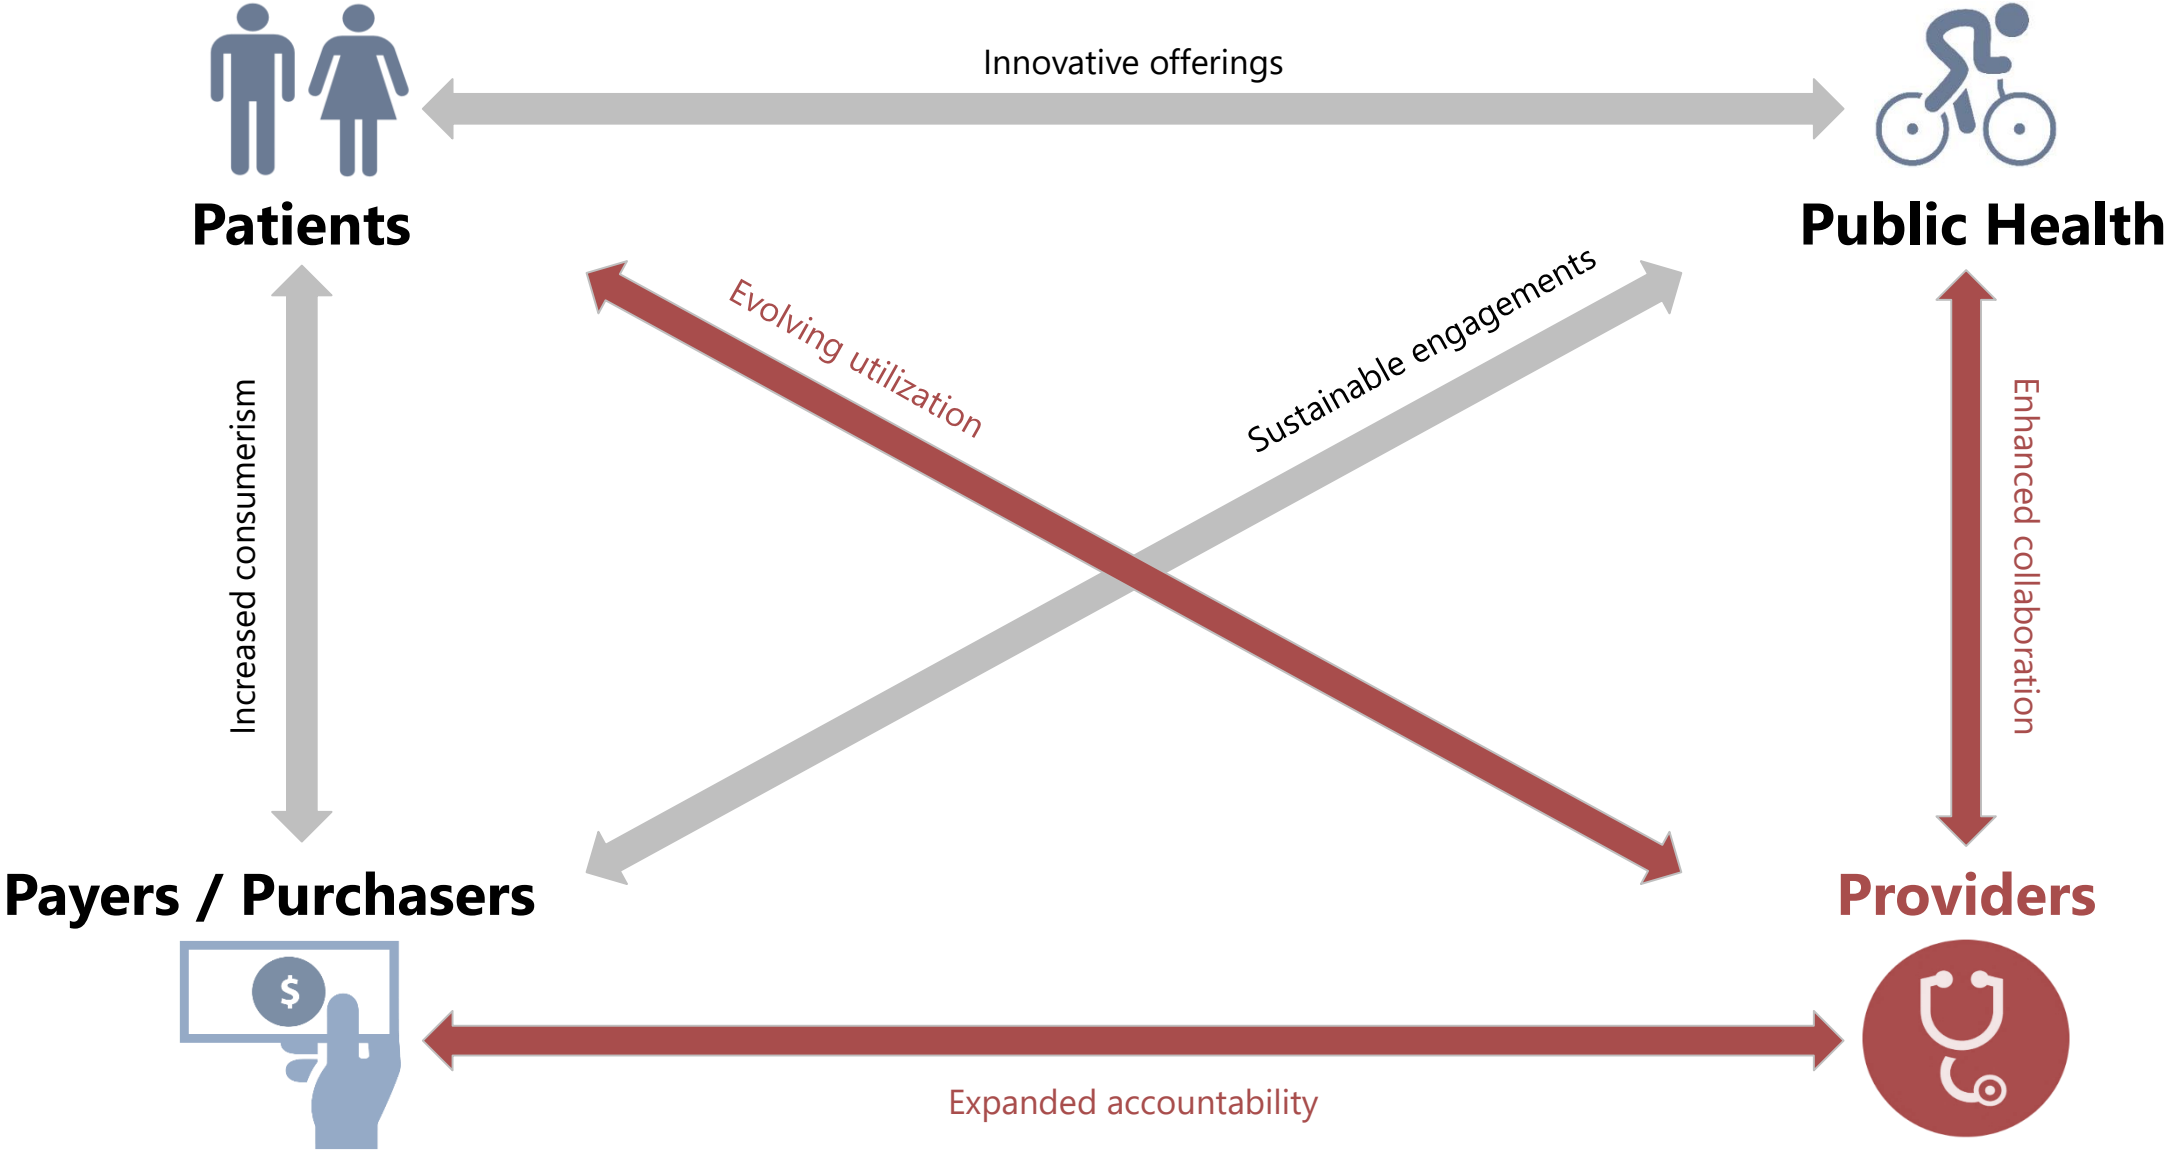 Innovative offerings
Patients
Public Health
Evolving utilization
Sustainable engagements
Increased consumerism
Enhanced collaboration
Payers / Purchasers
Providers
$
Expanded accountability